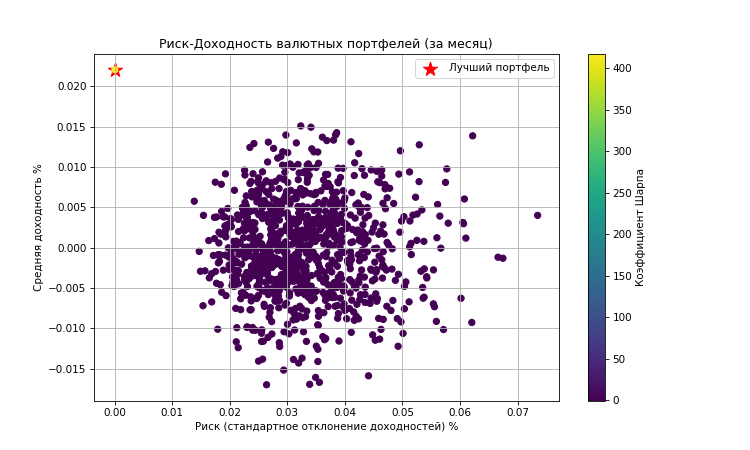 Риск-Доходность валютных портфелей (за месяц)
Лучший портфель
Средняя доходность %
0.020
0.015
0.010
0.005
0.000
−0.005
−0.010
−0.015
0.00 0.01 0.02 0.03 0.04 0.05 0.06 0.07
Риск (стандартное отклонение доходностей) %
400
350
300
250
200
150
100
50
0
Коэффициент Шарпа